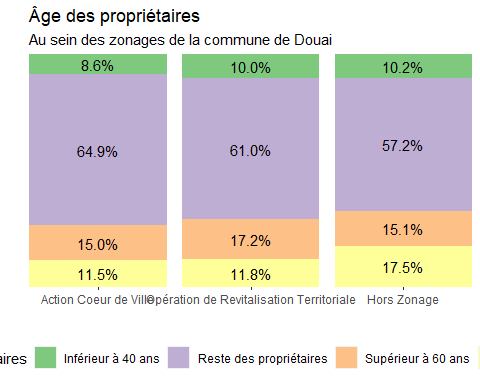 Âge des propriétaires
Au sein des zonages de la commune de Douai
8.6% 10.0% 10.2%
64.9% 61.0% 57.2%
15.0% 17.2% 15.1%
11.5% 11.8% 17.5%
Action Coeur de Ville Opération de Revitalisation Territoriale Hors Zonage
aires Inférieur à 40 ans Reste des propriétaires Supérieur à 60 ans